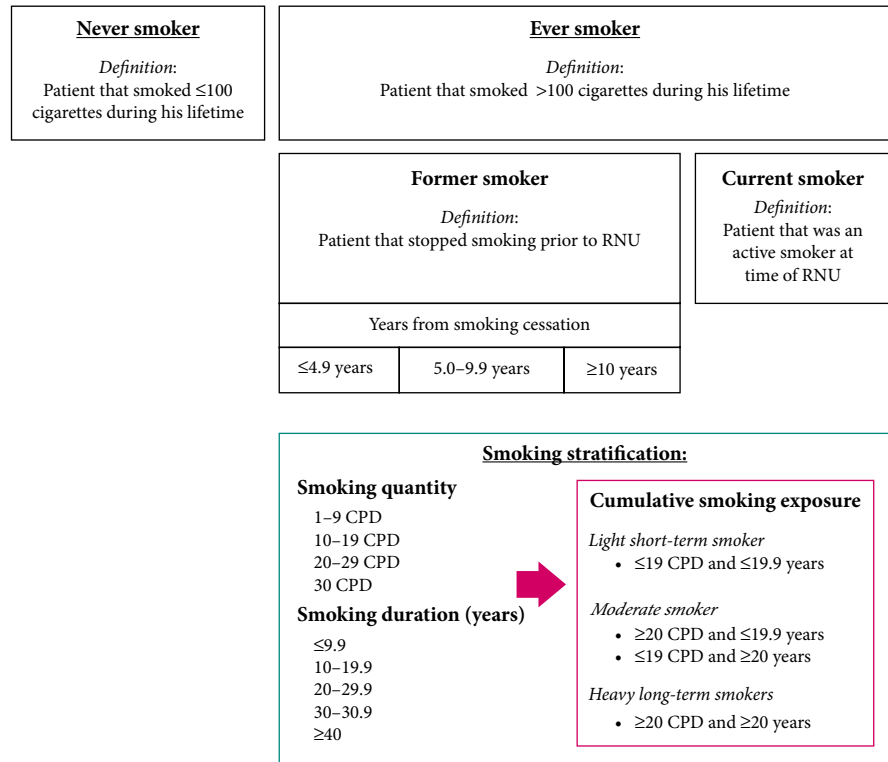 Never smoker
Definition:
Patient that smoked ≤100
cigarettes during his lifetime
Ever smoker
Definition:
Patient that smoked >100 cigarettes during his lifetime
Former smoker
Definition:
Patient that stopped smoking prior to RNU
Current smoker
Definition:
Patient that was an
active smoker at
time of RNU
Years from smoking cessation
≤4.9 years
5.0–9.9 years
≥10 years
Smoking stratification:
Smoking quantity
1–9 CPD
10–19 CPD
20–29 CPD
30 CPD
Smoking duration (years)
≤9.9
10–19.9
20–29.9
30–30.9
≥40
Cumulative smoking exposure
Light short-term smoker
• ≤19 CPD and ≤19.9 years
Moderate smoker
• ≥20 CPD and ≤19.9 years
• ≤19 CPD and ≥20 years
Heavy long-term smokers
• ≥20 CPD and ≥20 years